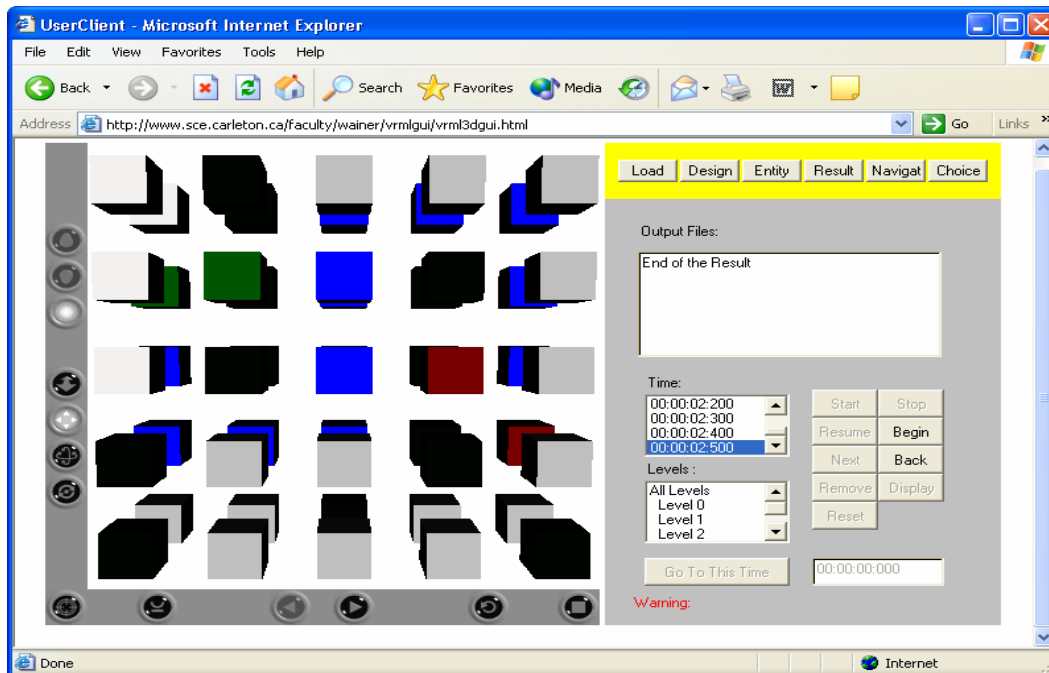 UserClient - Microsoft Internet Explorer
File Edit View Favorites Tools Help
Back Search Favorites Media
Address http://www.sce.carleton.ca/faculty/wainer/vrmlgui/vrml3dgui.html Go Links »
Load Design Entity Result Navigat Choice
Output Files:
End of the Result
Time:
00:00:02:200
00:00:02:300
00:00:02:400
00:00:02:500
Start Stop
Resume Begin
Next Back
Remove Display
Reset
Levels :
All Levels
Level 0
Level 1
Level 2
Go To This Time 00:00:00:000
Warning:
Done Internet